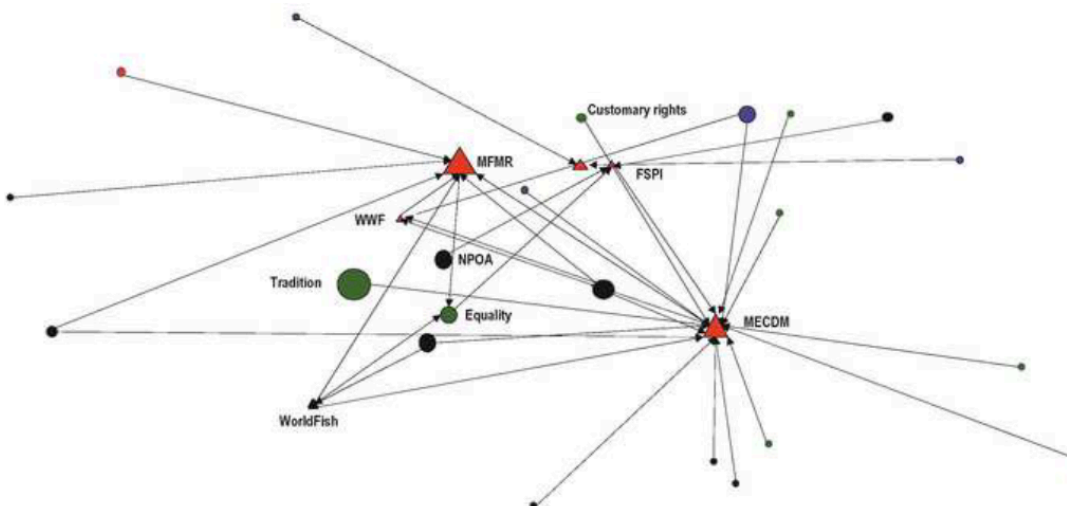 Customary rights
MFMR
FSPI
WWF
NPOA
Tradition
Equality
MECDM
WorldFish